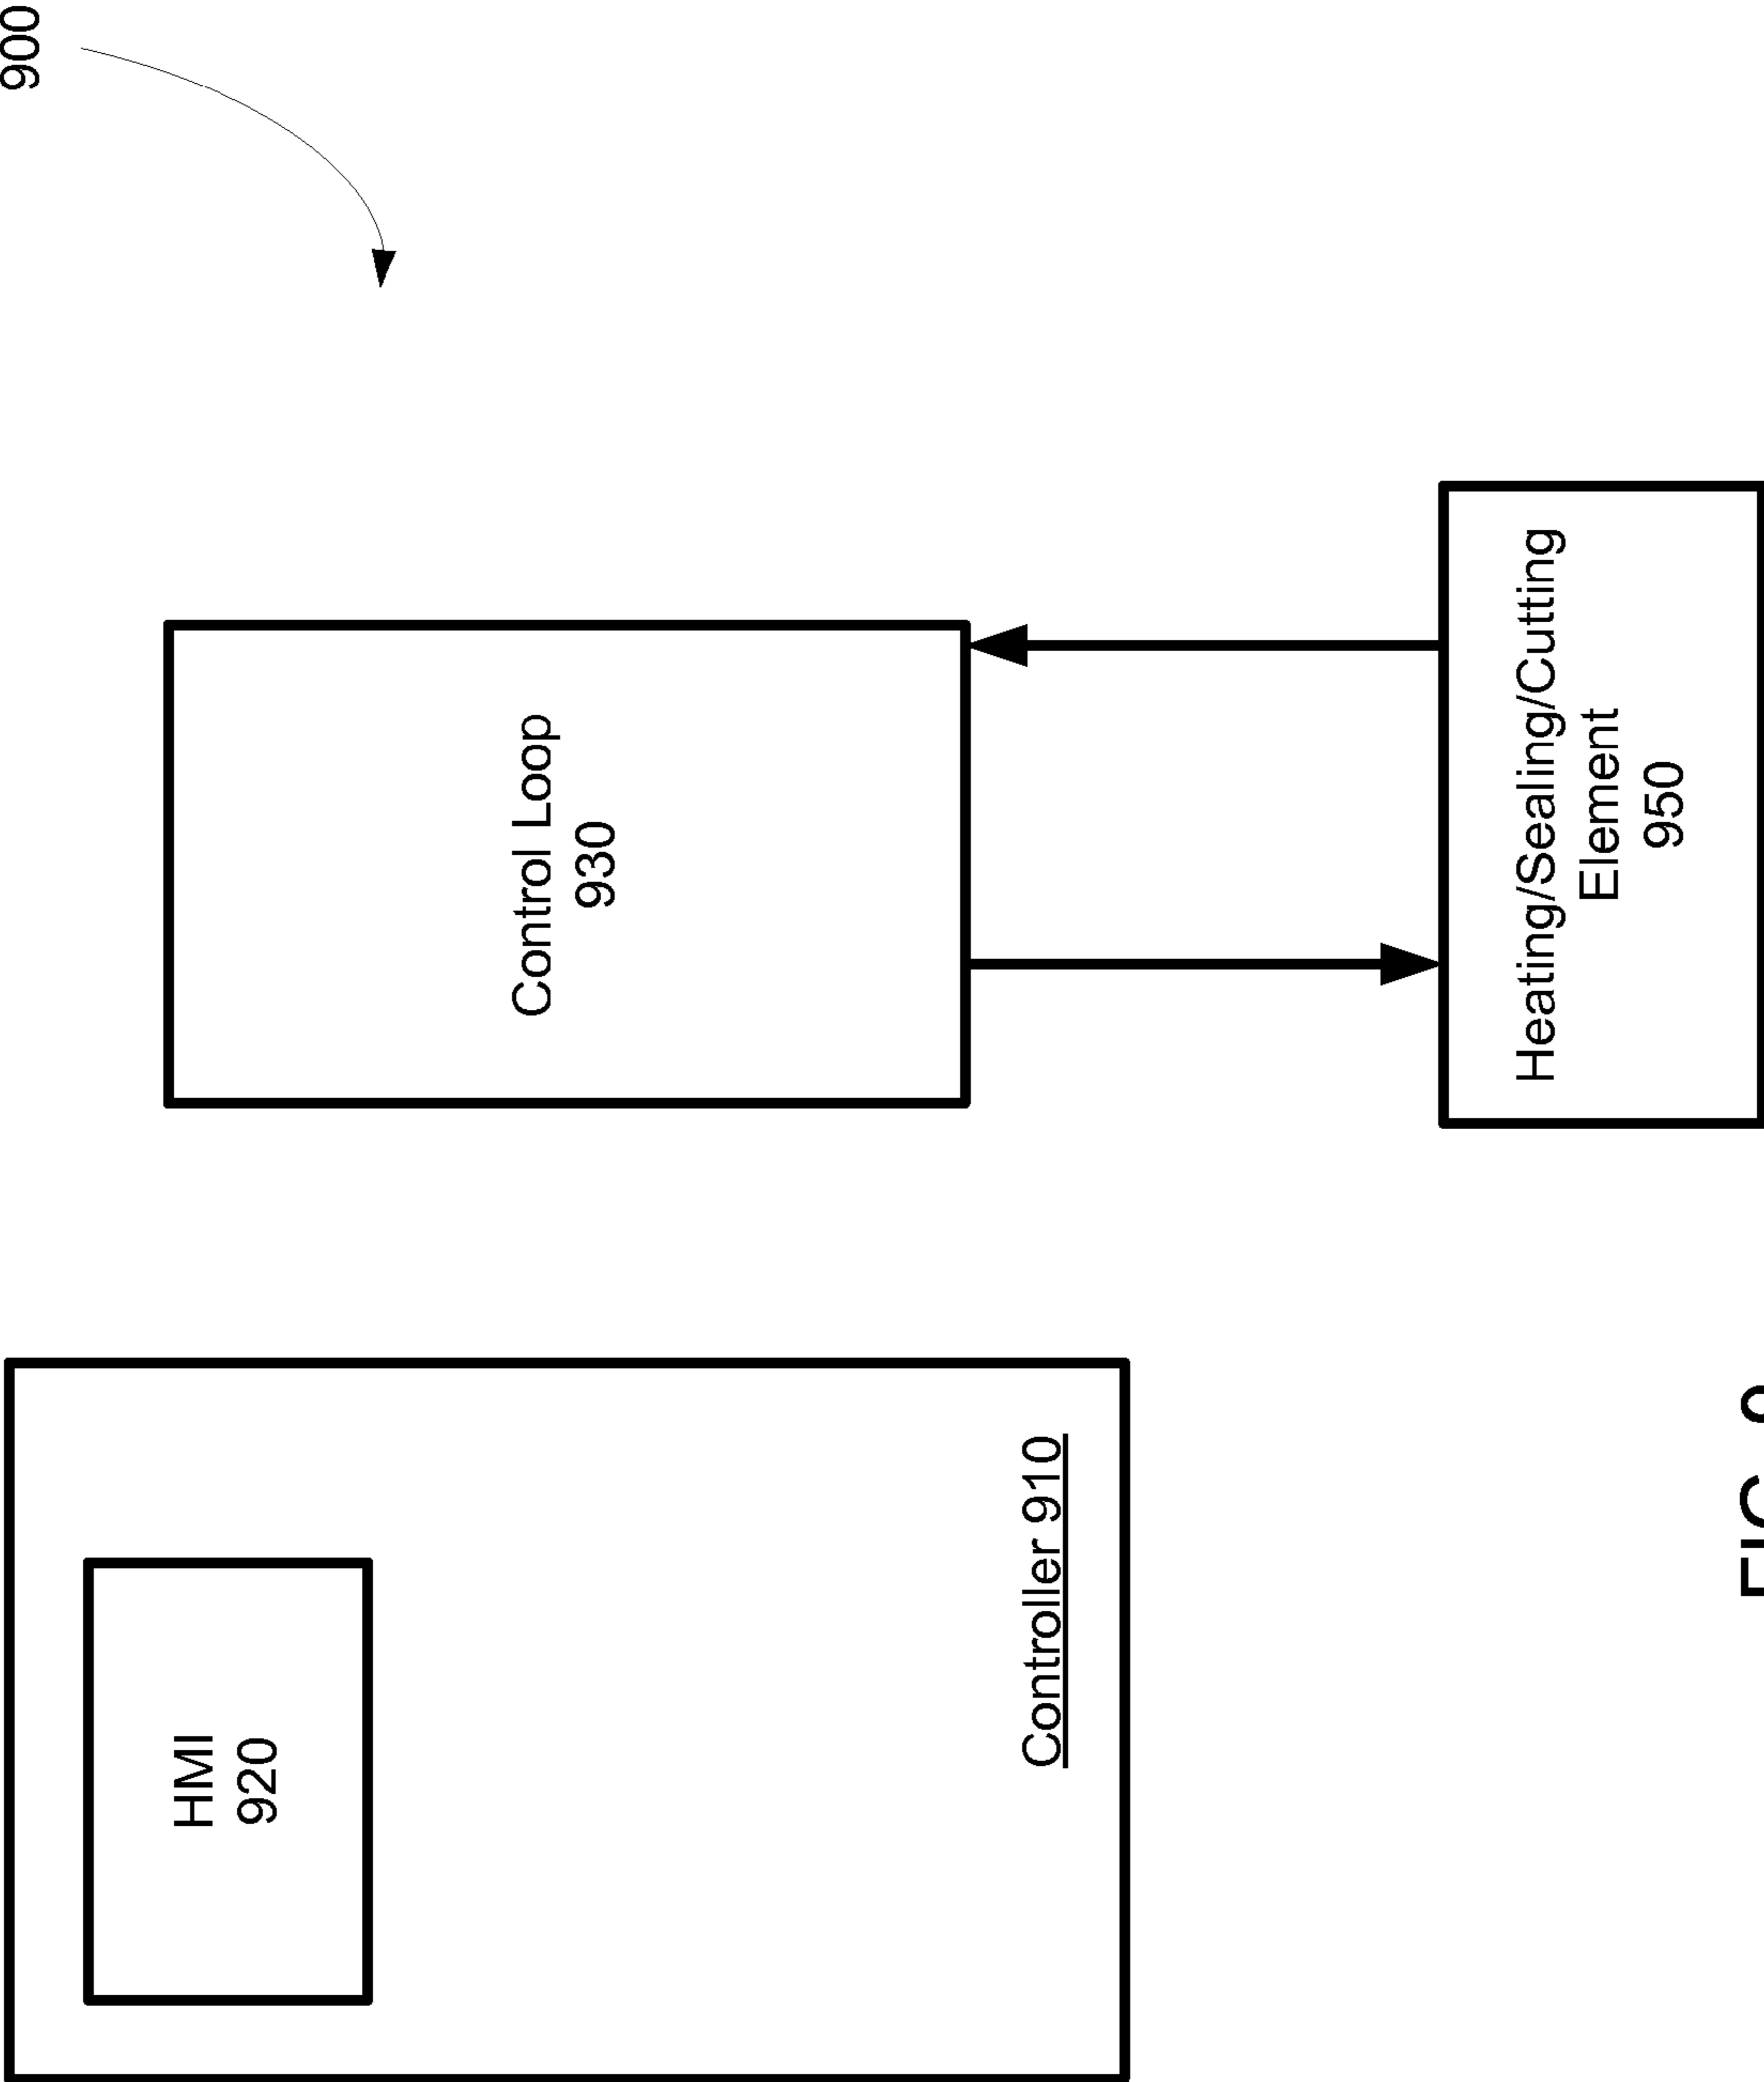 900
HMI
920
Controller 910
Control Loop
930
Heating/Sealing/Cutting
Element
950